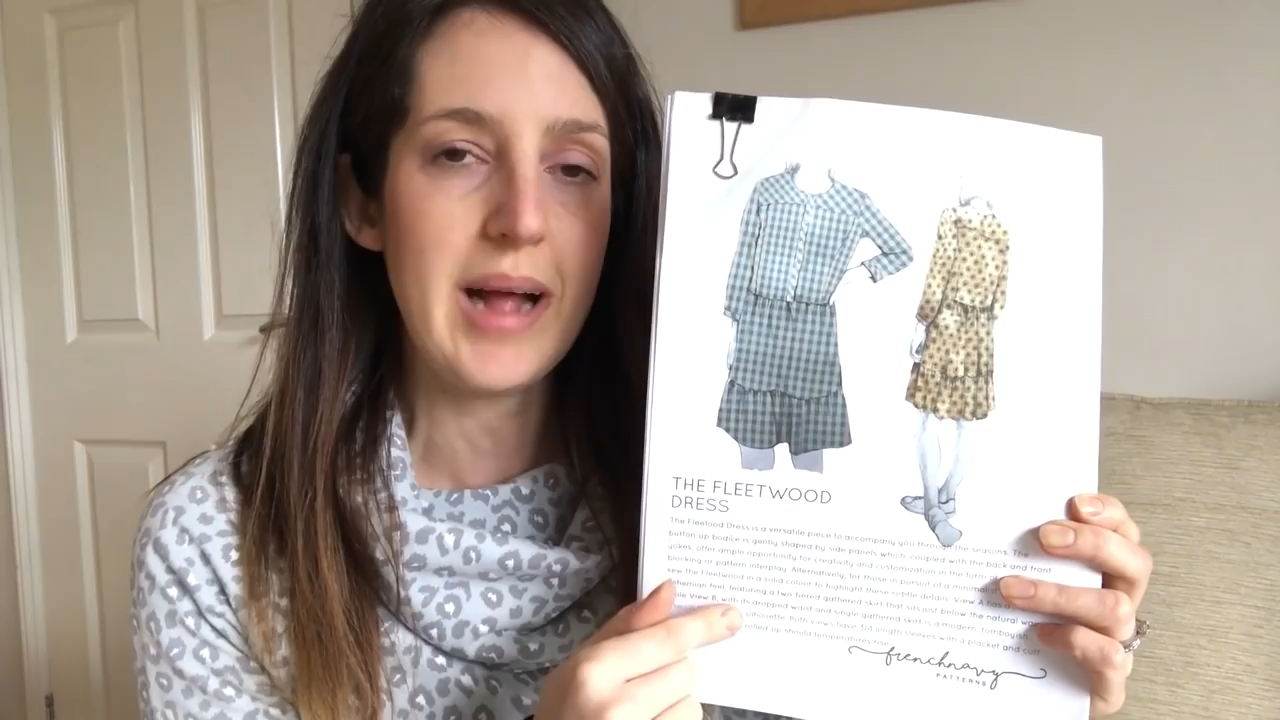 THE FLEETWOOD
DRESS
The Fleetood Dress is a versatile piece to accompany you through the seasons. The
button up bodice is gently shaped by side panels which, coupled with the back and front
yokes, offer ample opportunity for creativity and customization in the form of
blocking or pattern interplay. Alternatively, for those in pursuit of a minimalist
sew the Fleetwood in a solid colour to highlight these subtle details. View A has a
bohemian feel, featuring a two tiered gathered skirt that sits just below the natural
View B, with its dropped waist and single gathered skirt is a modern, tomboyish
silhouette. Both views have 3/4 length sleeves with a placket and cuff
rolled up should temperatures rise.
frenchnavy
PATTERNS